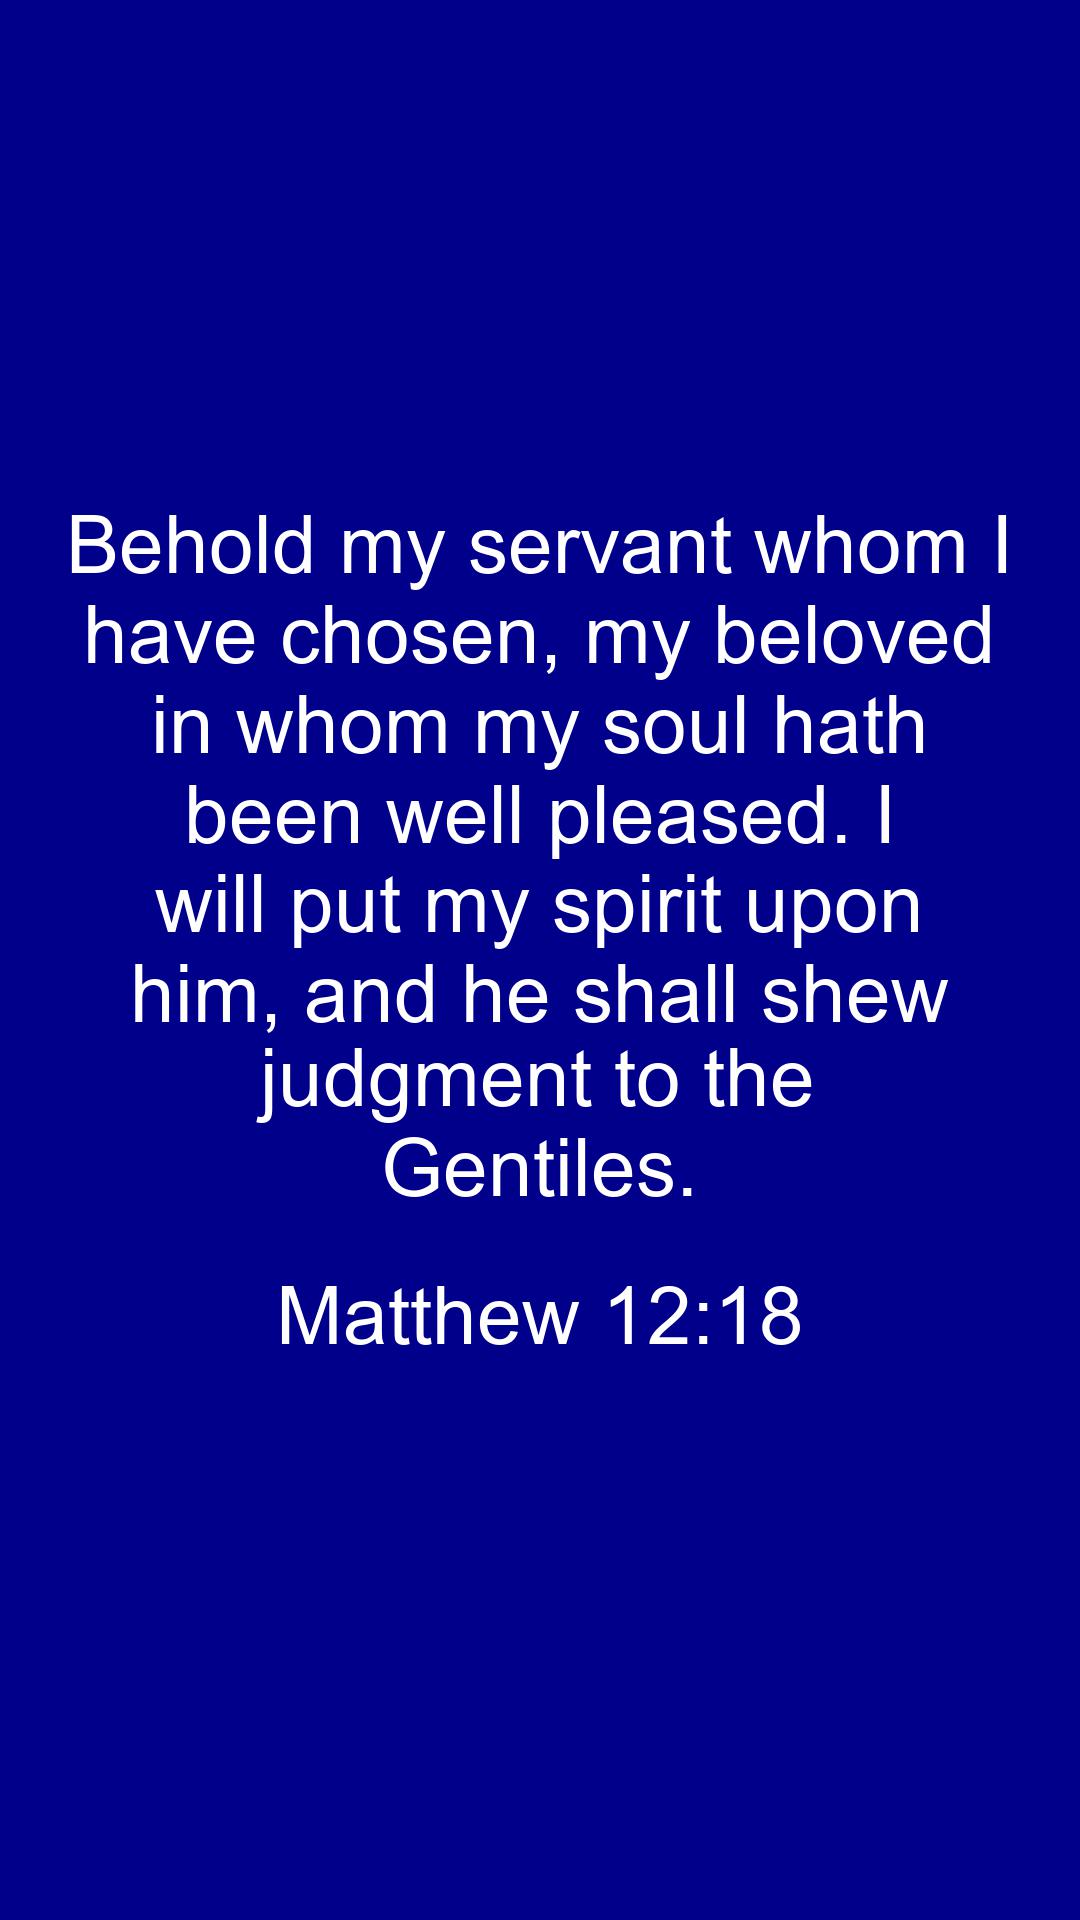 Behold my servant whom I
have chosen, my beloved
in whom my soul hath
been well pleased. I
will put my spirit upon
him, and he shall shew
judgment to the
Gentiles.
Matthew 12:18